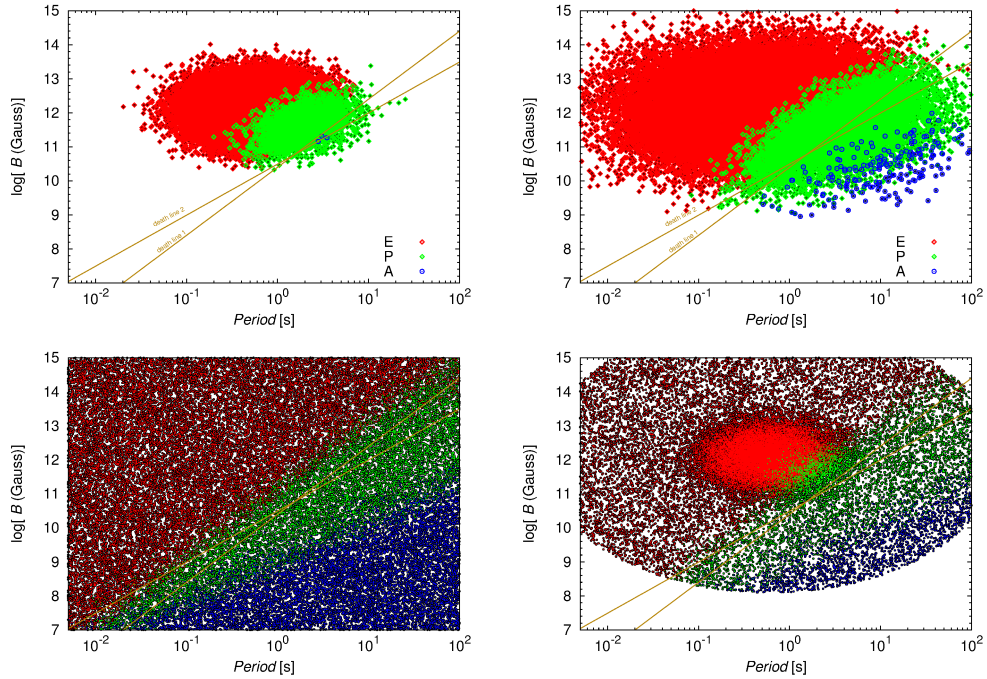 15
14
13
12
11
10
9
8
7
log[ B (Gauss)]
death line 2
death line 1
E
P
A
10^-2 10^-1 10^0 10^1 10^2
Period [s]
15
14
13
12
11
10
9
8
7
log[ B (Gauss)]
death line 2
death line 1
E
P
A
10^-2 10^-1 10^0 10^1 10^2
Period [s]
15
14
13
12
11
10
9
8
7
log[ B (Gauss)]
10^-2 10^-1 10^0 10^1 10^2
Period [s]
15
14
13
12
11
10
9
8
7
log[ B (Gauss)]
10^-2 10^-1 10^0 10^1 10^2
Period [s]